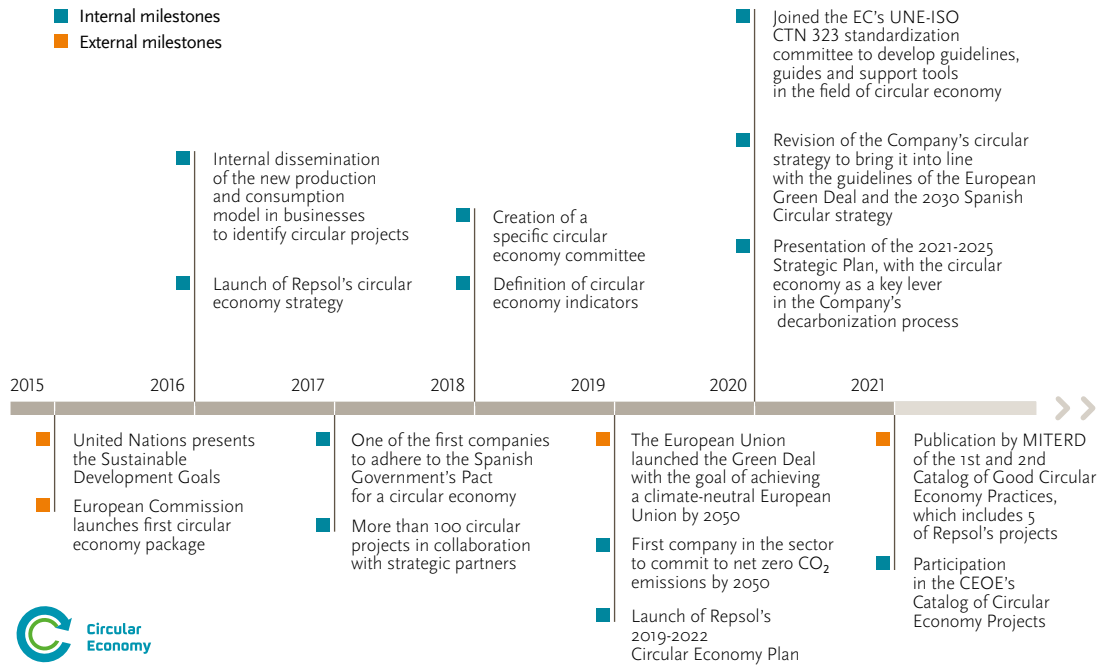 Internal milestones
External milestones
Joined the EC's UNE-ISO
CTN 323 standardization
committee to develop guidelines,
guides and support tools
in the field of circular economy
Revision of the Company's circular
strategy to bring it into line
with the guidelines of the European
Green Deal and the 2030 Spanish
Circular strategy
Presentation of the 2021-2025
Strategic Plan, with the circular
economy as a key lever
in the Company's
decarbonization process
Internal dissemination
of the new production
and consumption
model in businesses
to identify circular projects
Launch of Repsol's circular
economy strategy
Creation of a
specific circular
economy committee
Definition of circular
economy indicators
2015
2016
2017
2018
2019
2020
2021
United Nations presents
the Sustainable
Development Goals
European Commission
launches first circular
economy package
One of the first companies
to adhere to the Spanish
Government's Pact
for a circular economy
More than 100 circular
projects in collaboration
with strategic partners
The European Union
launched the Green Deal
with the goal of achieving
a climate-neutral European
Union by 2050
First company in the sector
to commit to net zero CO₂
emissions by 2050
Launch of Repsol's
2019-2022
Circular Economy Plan
Publication by MITERD
of the 1st and 2nd
Catalog of Good Circular
Economy Practices,
which includes 5
of Repsol's projects
Participation
in the CEOE's
Catalog of Circular
Economy Projects
Circular
Economy